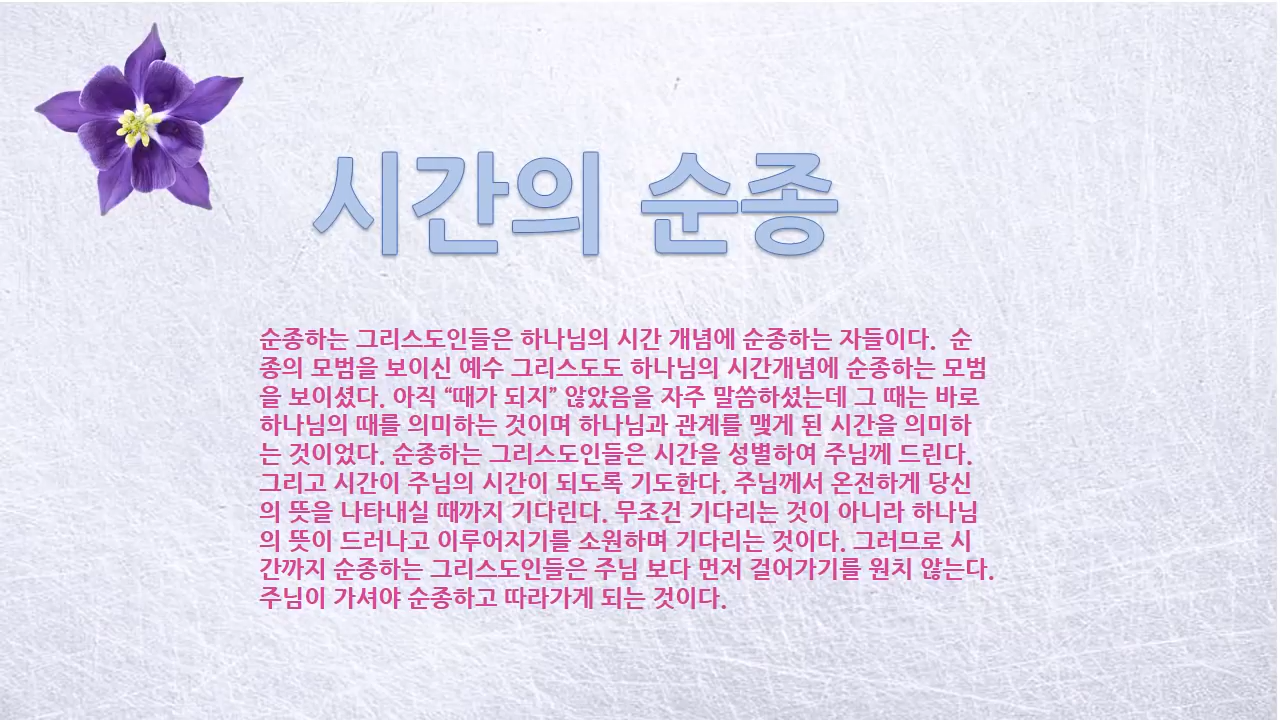 시간의 순종
순종하는 그리스도인들은 하나님의 시간 개념에 순종하는 자들이다.  순
종의 모범을 보이신 예수 그리스도도 하나님의 시간개념에 순종하는 모범
을 보이셨다. 아직 “때가 되지” 않았음을 자주 말씀하셨는데 그 때는 바로
하나님의 때를 의미하는 것이며 하나님과 관계를 맺게 된 시간을 의미하
는 것이었다. 순종하는 그리스도인들은 시간을 성별하여 주님께 드린다.
그리고 시간이 주님의 시간이 되도록 기도한다. 주님께서 온전하게 당신
의 뜻을 나타내실 때까지 기다린다. 무조건 기다리는 것이 아니라 하나님
의 뜻이 드러나고 이루어지기를 소원하며 기다리는 것이다. 그러므로 시
간까지 순종하는 그리스도인들은 주님 보다 먼저 걸어가기를 원치 않는다.
주님이 가셔야 순종하고 따라가게 되는 것이다.